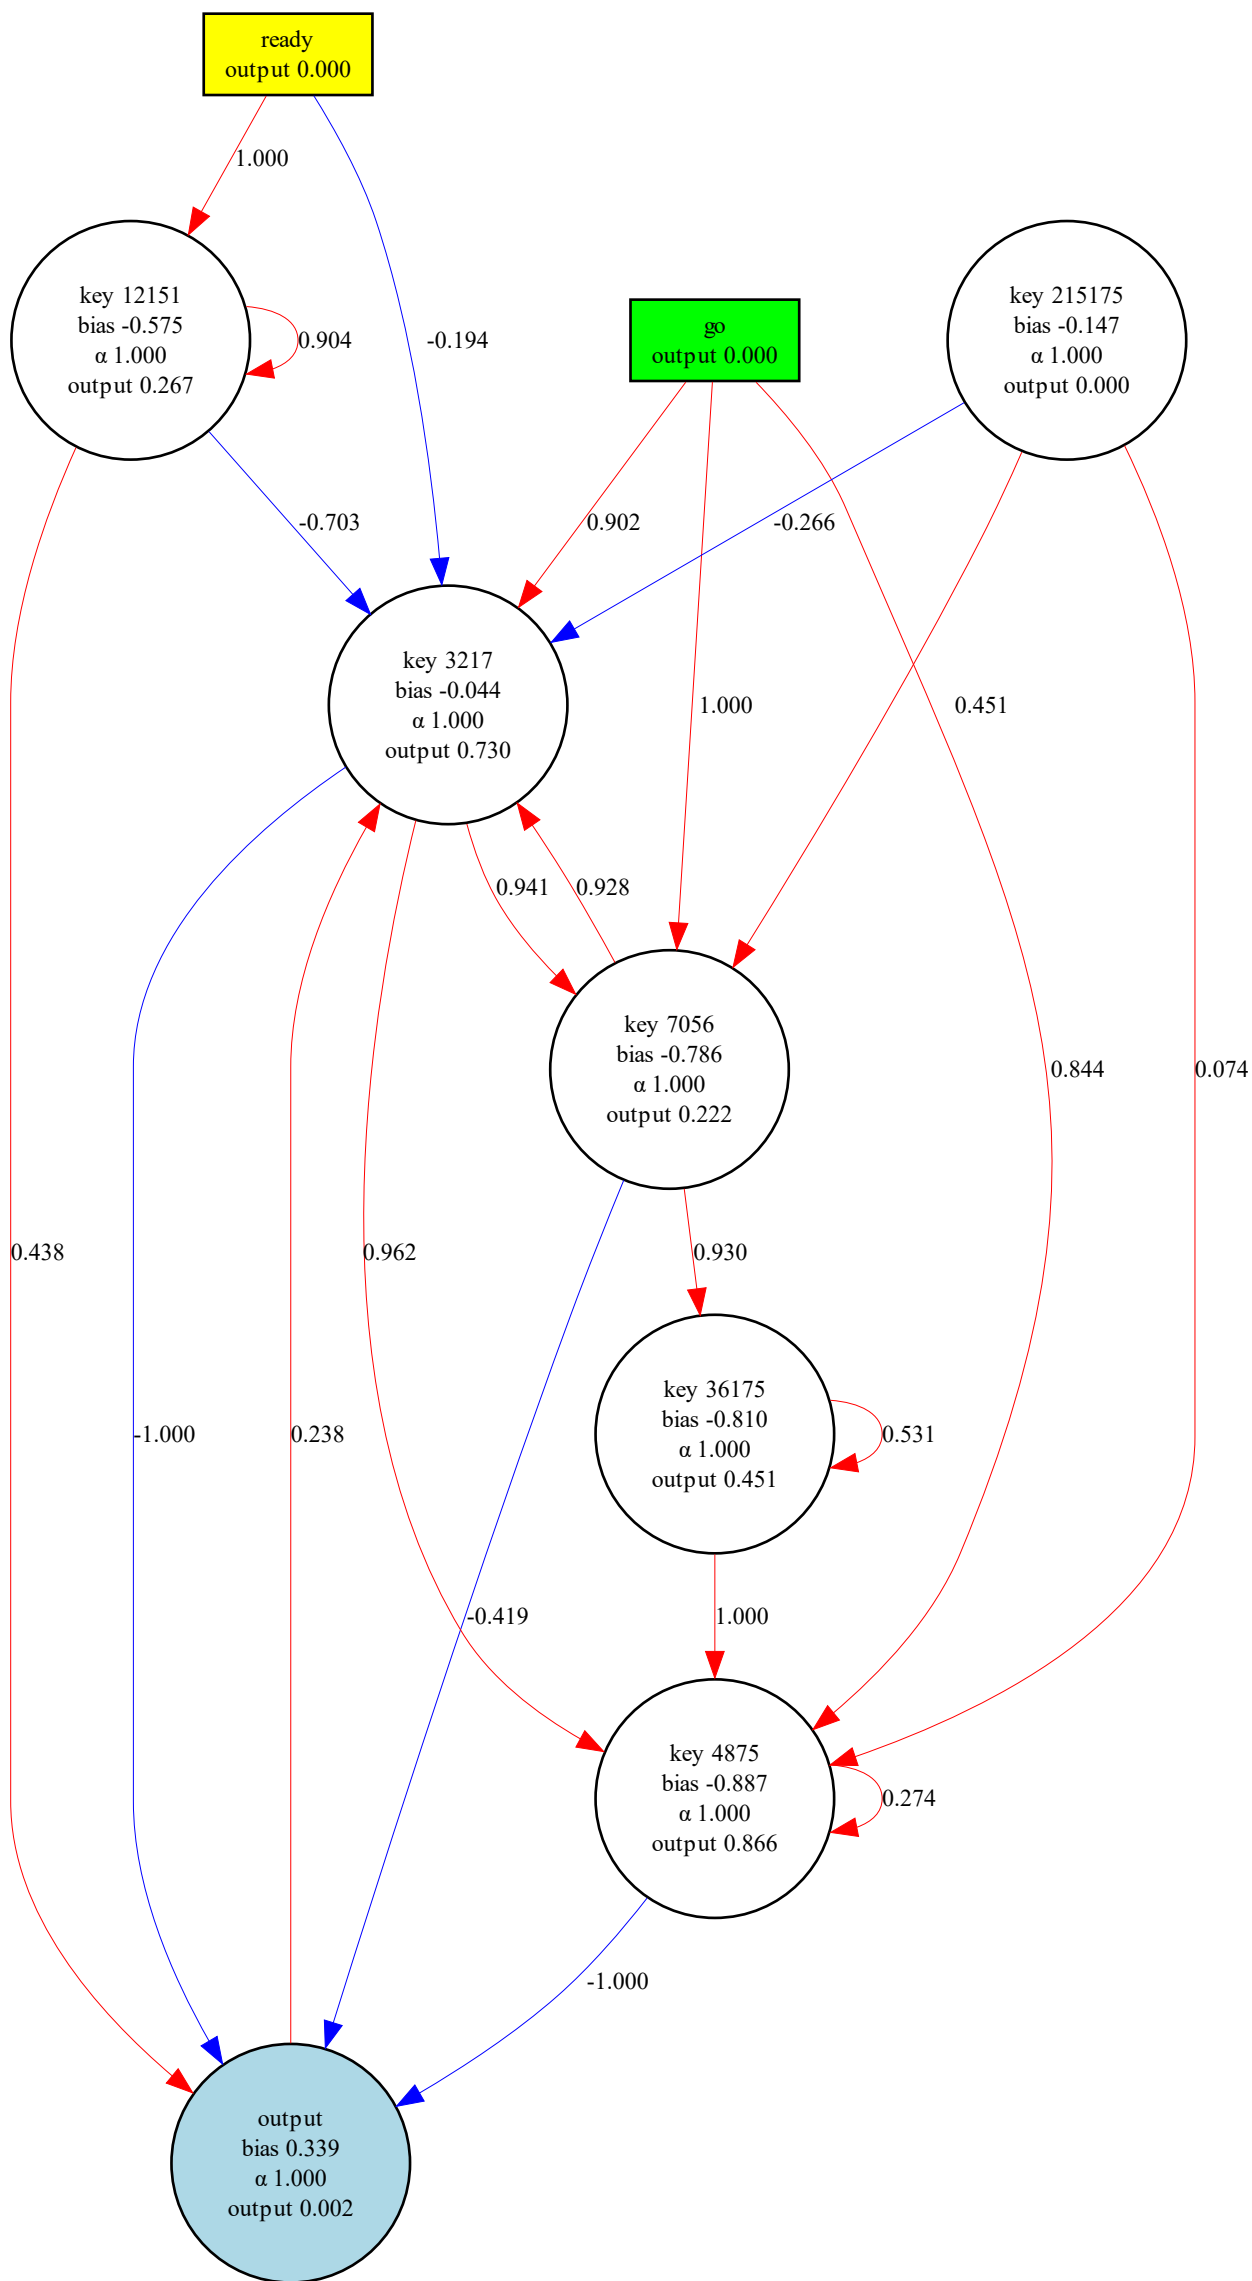 ready
output 0.000
1.000
key 12151
bias -0.575
α 1.000
output 0.267
0.904
-0.194
go
output 0.000
key 215175
bias -0.147
α 1.000
output 0.000
-0.703
0.902
-0.266
key 3217
bias -0.044
α 1.000
output 0.730
1.000
0.451
0.941
0.928
key 7056
bias -0.786
α 1.000
output 0.222
0.844
0.074
0.438
0.962
0.930
key 36175
bias -0.810
α 1.000
output 0.451
0.531
-1.000
0.238
-0.419
1.000
key 4875
bias -0.887
α 1.000
output 0.866
0.274
-1.000
output
bias 0.339
α 1.000
output 0.002